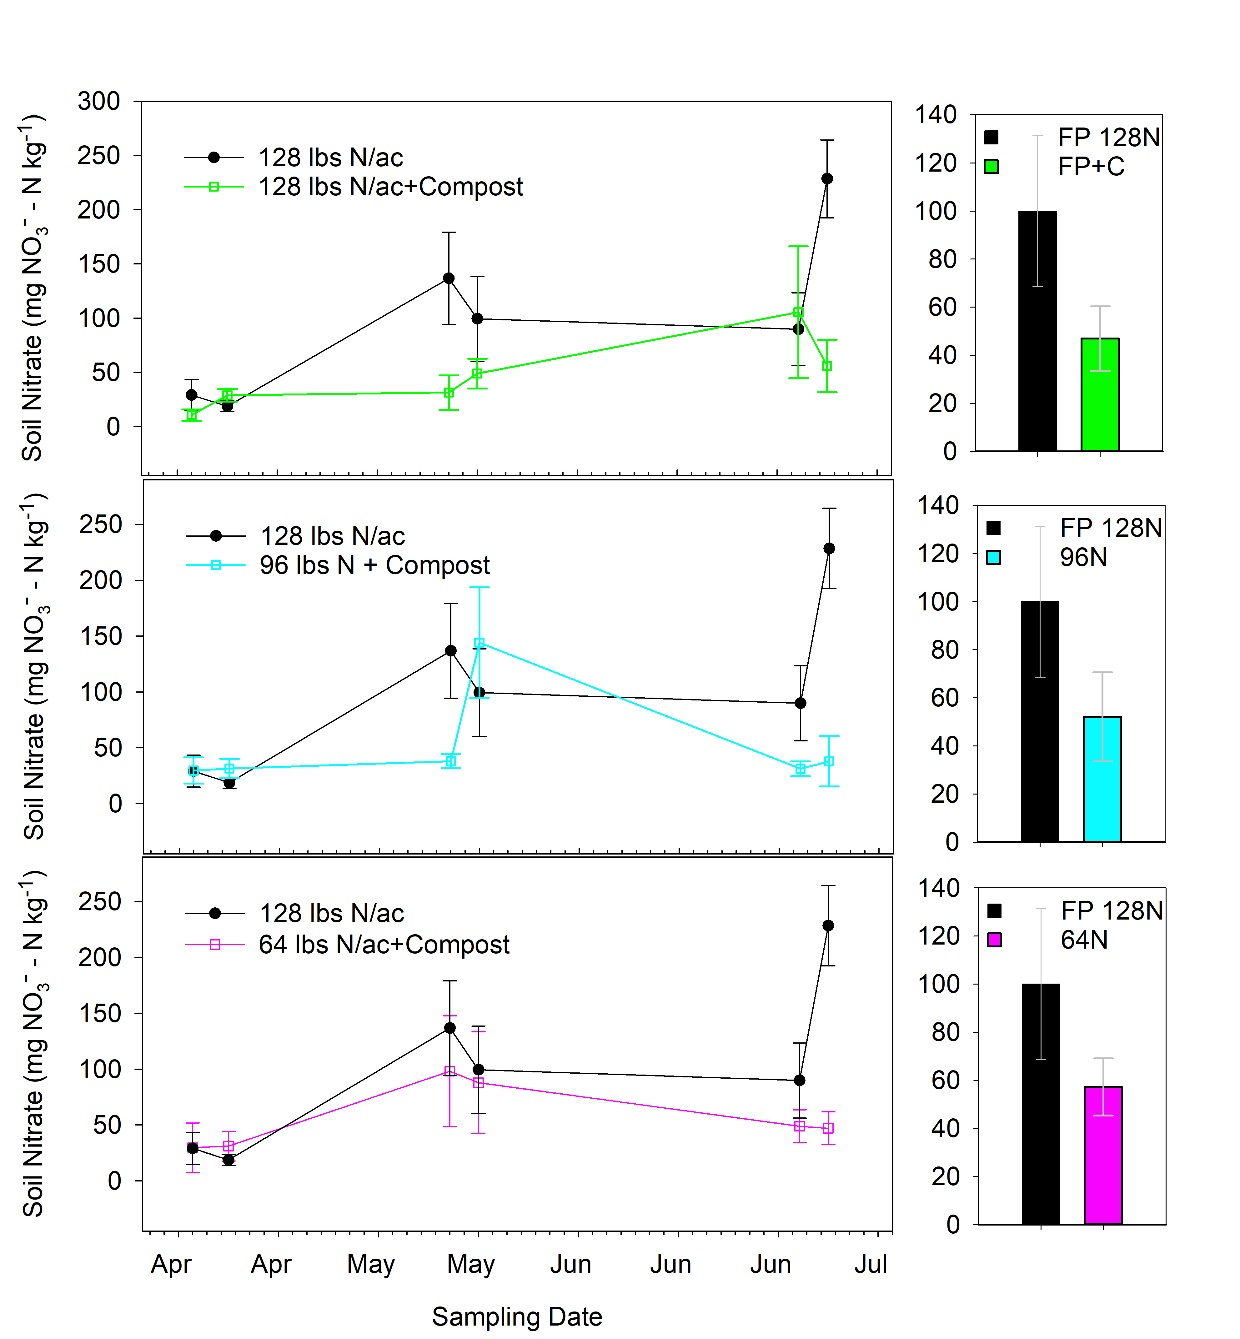 Soil Nitrate (mg NO3- - N kg-1)
300
250
200
150
100
50
0
128 lbs N/ac
128 lbs N/ac+Compost
140
120
100
80
60
40
20
0
FP 128N
FP+C
Soil Nitrate (mg NO3- - N kg-1)
250
200
150
100
50
0
128 lbs N/ac
96 lbs N + Compost
140
120
100
80
60
40
20
0
FP 128N
96N
Soil Nitrate (mg NO3- - N kg-1)
250
200
150
100
50
0
128 lbs N/ac
64 lbs N/ac+Compost
140
120
100
80
60
40
20
0
FP 128N
64N
Apr Apr May May Jun Jun Jun Jul
Sampling Date